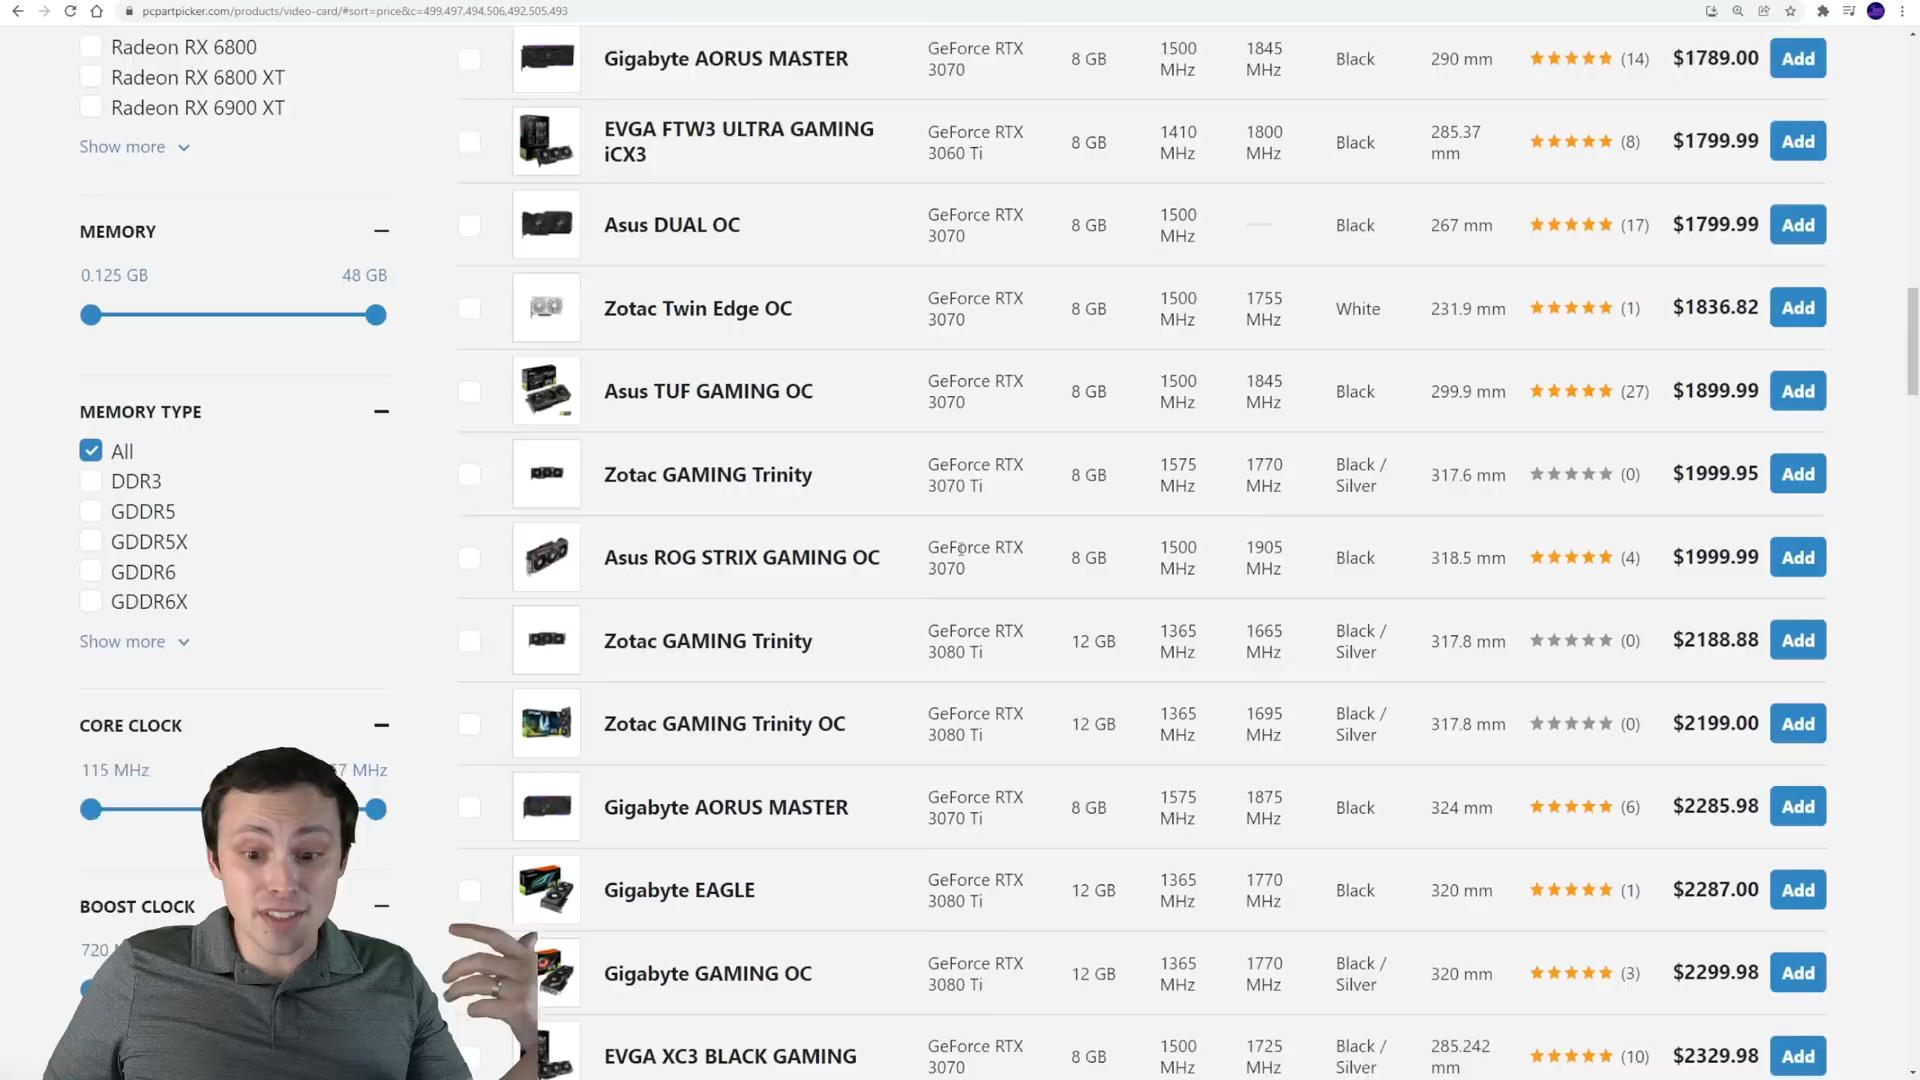 pcpartpicker.com/products/video-card/#sort=price&c=499,497,494,506,492,505,493
Radeon RX 6800
Radeon RX 6800 XT
Radeon RX 6900 XT
Show more
MEMORY
0.125 GB 48 GB
MEMORY TYPE
All
DDR3
GDDR5
GDDR5X
GDDR6
GDDR6X
Show more
CORE CLOCK
115 MHz 57 MHz
BOOST CLOCK
720
Gigabyte AORUS MASTER GeForce RTX 8 GB 1500 1845 Black 290 mm (14) $1789.00 Add
3070 MHz MHz
EVGA FTW3 ULTRA GAMING GeForce RTX 8 GB 1410 1800 Black 285.37 (8) $1799.99 Add
iCX3 3060 Ti MHz MHz mm
Asus DUAL OC GeForce RTX 8 GB 1500 Black 267 mm (17) $1799.99 Add
3070 MHz
Zotac Twin Edge OC GeForce RTX 8 GB 1500 1755 White 231.9 mm (1) $1836.82 Add
3070 MHz MHz
Asus TUF GAMING OC GeForce RTX 8 GB 1500 1845 Black 299.9 mm (27) $1899.99 Add
3070 MHz MHz
Zotac GAMING Trinity GeForce RTX 8 GB 1575 1770 Black / 317.6 mm (0) $1999.95 Add
3070 Ti MHz MHz Silver
Asus ROG STRIX GAMING OC GeForce RTX 8 GB 1500 1905 Black 318.5 mm (4) $1999.99 Add
3070 MHz MHz
Zotac GAMING Trinity GeForce RTX 12 GB 1365 1665 Black / 317.8 mm (0) $2188.88 Add
3080 Ti MHz MHz Silver
Zotac GAMING Trinity OC GeForce RTX 12 GB 1365 1695 Black / 317.8 mm (0) $2199.00 Add
3080 Ti MHz MHz Silver
Gigabyte AORUS MASTER GeForce RTX 8 GB 1575 1875 Black 324 mm (6) $2285.98 Add
3070 Ti MHz MHz
Gigabyte EAGLE GeForce RTX 12 GB 1365 1770 Black 320 mm (1) $2287.00 Add
3080 Ti MHz MHz
Gigabyte GAMING OC GeForce RTX 12 GB 1365 1770 Black / 320 mm (3) $2299.98 Add
3080 Ti MHz MHz Silver
EVGA XC3 BLACK GAMING GeForce RTX 8 GB 1500 1725 Black / 285.242 (10) $2329.98 Add
3070 MHz MHz Silver mm